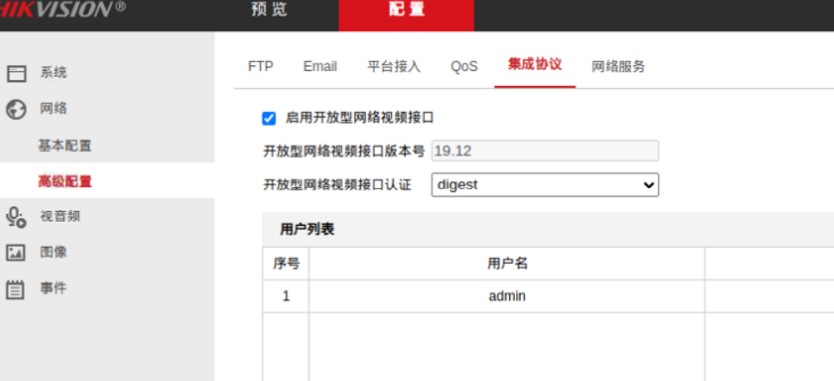 HIKVISION®
预览 配置
系统
网络
基本配置
高级配置
视音频
图像
事件
FTP Email 平台接入 QoS 集成协议 网络服务
启用开放型网络视频接口
开放型网络视频接口版本号 19.12
开放型网络视频接口认证 digest
用户列表
序号 用户名
1 admin